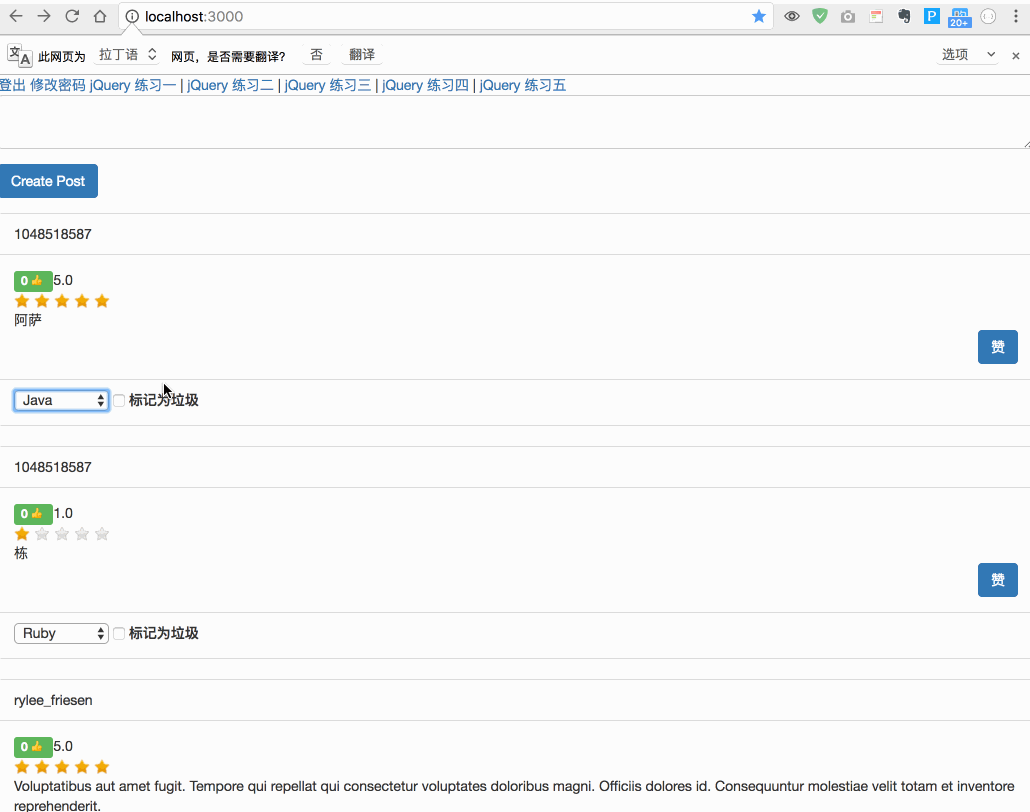 localhost:3000
P
20+
文A 此网页为 拉丁语 网页，是否需要翻译? 否 翻译 选项
登出 修改密码 jQuery 练习一 | jQuery 练习二 | jQuery 练习三 | jQuery 练习四 | jQuery 练习五
Create Post
1048518587
0 5.0
阿萨
赞
Java 标记为垃圾
1048518587
0 1.0
栋
赞
Ruby 标记为垃圾
rylee_friesen
0 5.0
Voluptatibus aut amet fugit. Tempore qui repellat qui consectetur voluptates doloribus magni. Officiis dolores id. Consequuntur molestiae velit totam et inventore
reprehenderit.